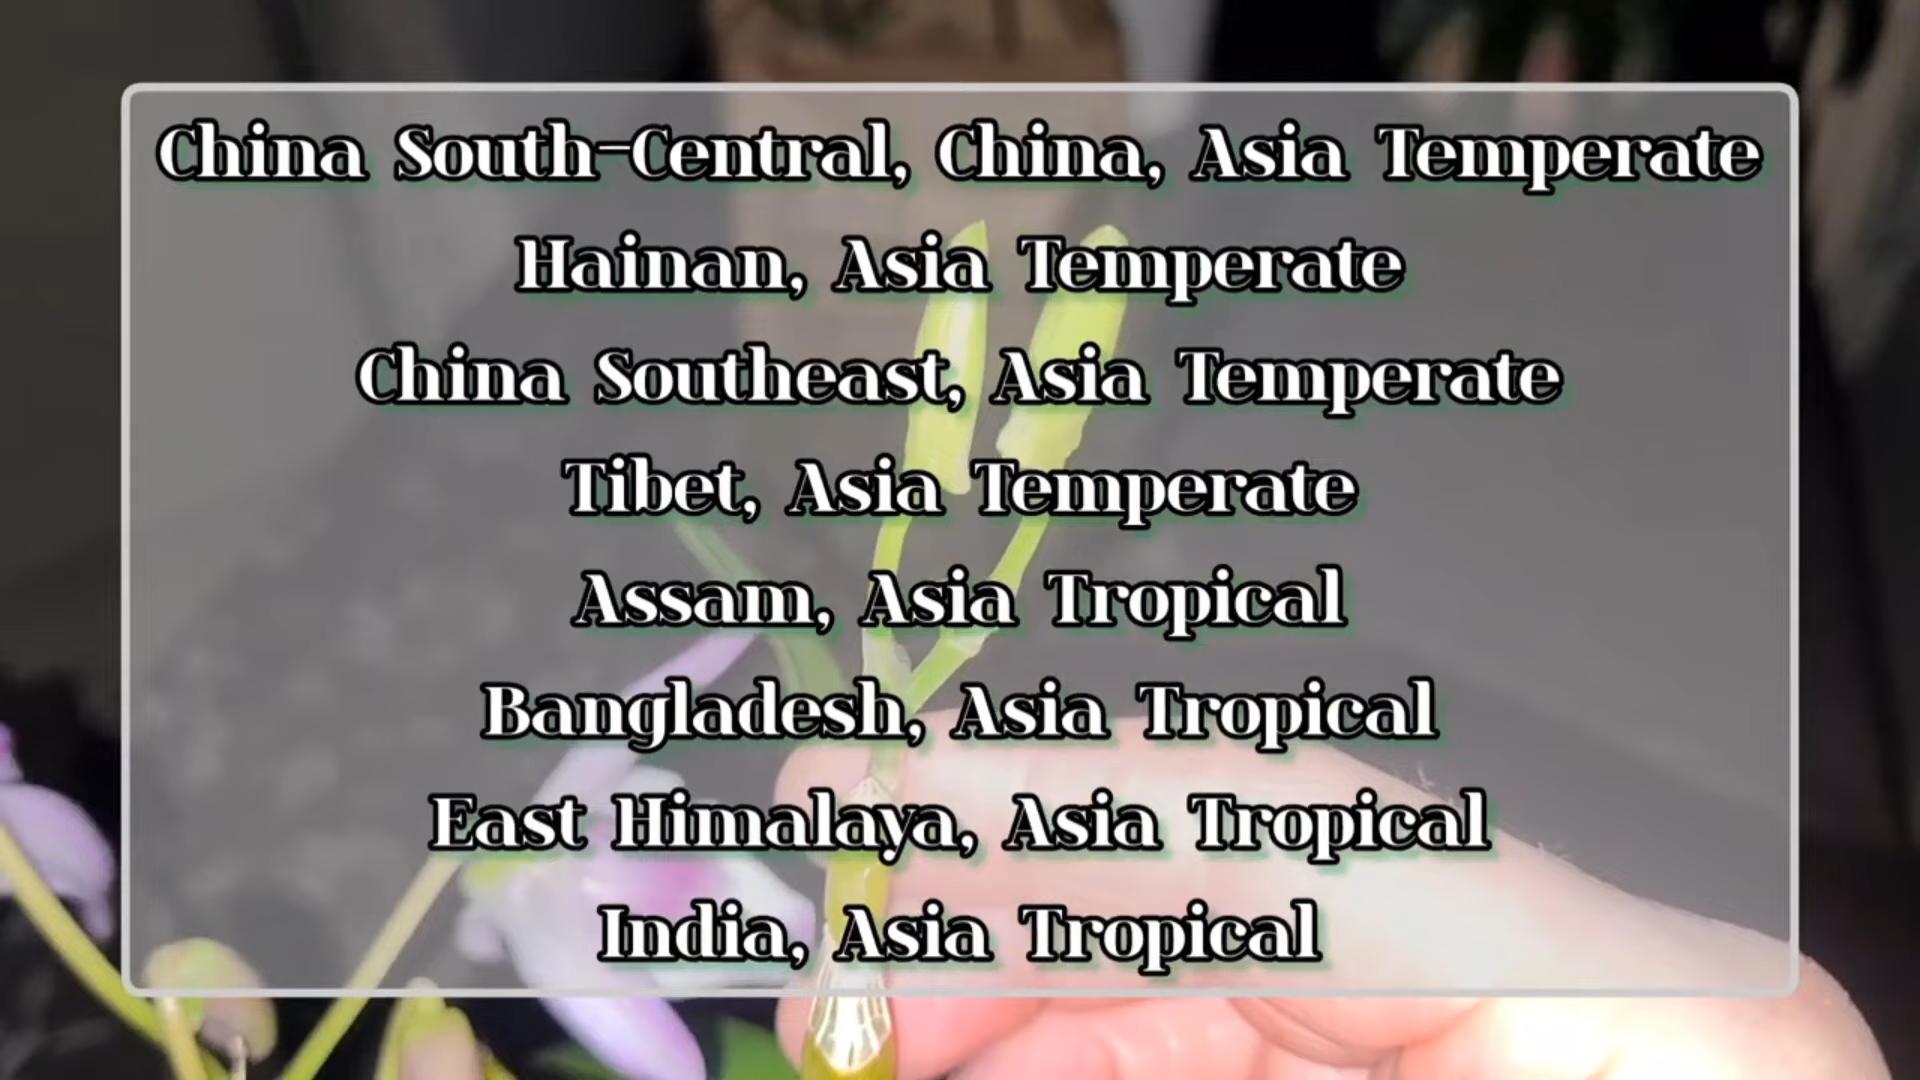 China South-Central, China, Asia Temperate
Hainan, Asia Temperate
China Southeast, Asia Temperate
Tibet, Asia Temperate
Assam, Asia Tropical
Bangladesh, Asia Tropical
East Himalaya, Asia Tropical
India, Asia Tropical